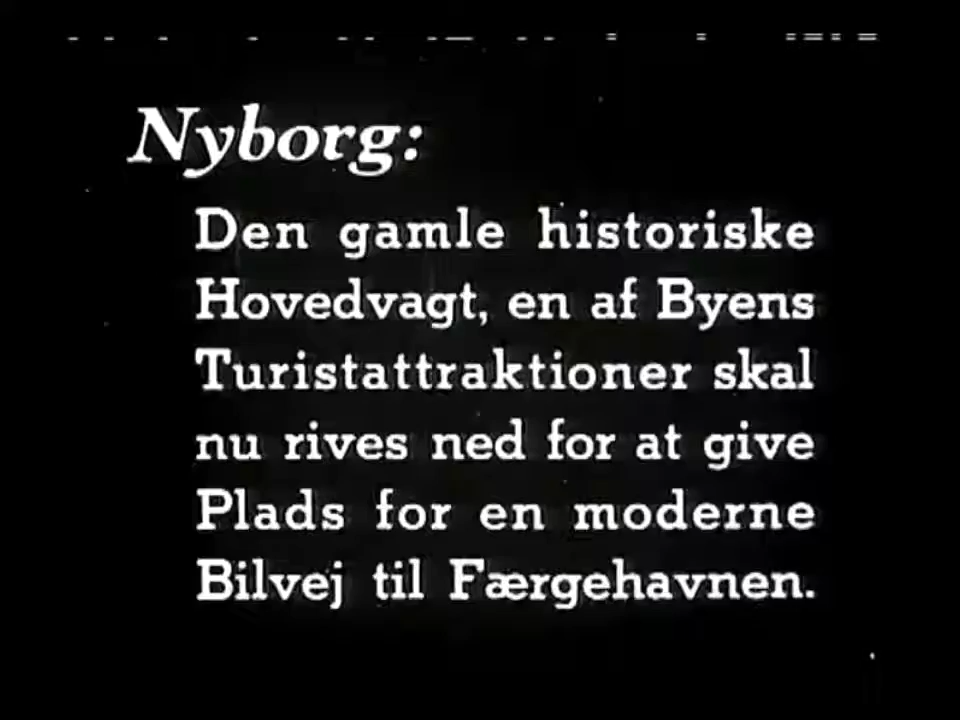 Nyborg:
Den gamle historiske
Hovedvagt, en af Byens
Turistattraktioner skal
nu rives ned for at give
Plads for en moderne
Bilvej til Færgehavnen.